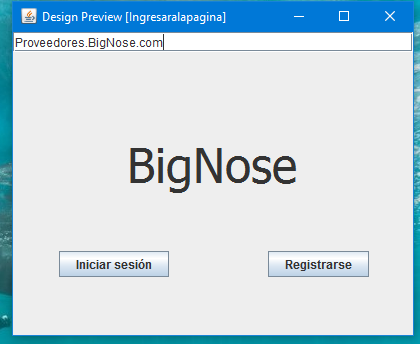 Design Preview [Ingresaralapagina]
Proveedores.BigNose.com
BigNose
Iniciar sesión
Registrarse